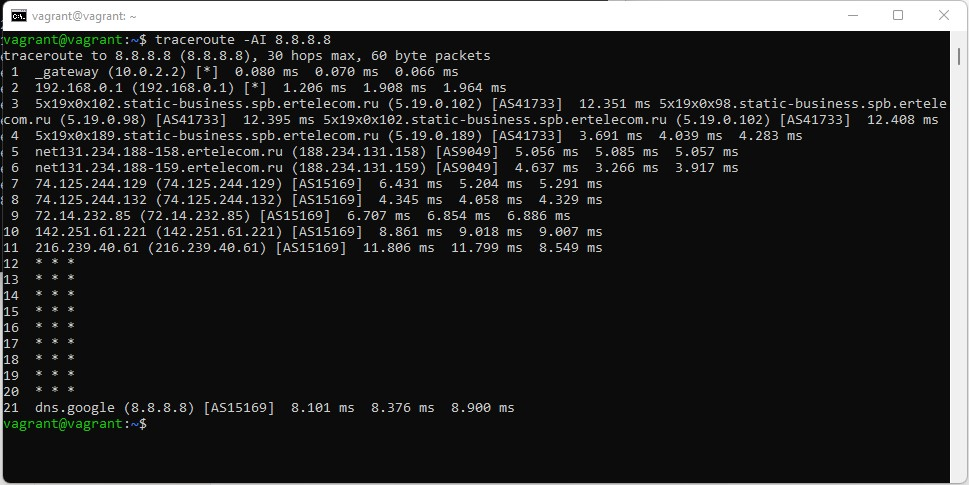 vagrant@vagrant: ~
vagrant@vagrant:~$ traceroute -AI 8.8.8.8
traceroute to 8.8.8.8 (8.8.8.8), 30 hops max, 60 byte packets
 1  _gateway (10.0.2.2) [*]  0.080 ms  0.070 ms  0.066 ms
 2  192.168.0.1 (192.168.0.1) [*]  1.206 ms  1.908 ms  1.964 ms
 3  5x19x0x102.static-business.spb.ertelecom.ru (5.19.0.102) [AS41733]  12.351 ms 5x19x0x98.static-business.spb.ertele
com.ru (5.19.0.98) [AS41733]  12.395 ms 5x19x0x102.static-business.spb.ertelecom.ru (5.19.0.102) [AS41733]  12.408 ms
 4  5x19x0x189.static-business.spb.ertelecom.ru (5.19.0.189) [AS41733]  3.691 ms  4.039 ms  4.283 ms
 5  net131.234.188-158.ertelecom.ru (188.234.131.158) [AS9049]  5.056 ms  5.085 ms  5.057 ms
 6  net131.234.188-159.ertelecom.ru (188.234.131.159) [AS9049]  4.637 ms  3.266 ms  3.917 ms
 7  74.125.244.129 (74.125.244.129) [AS15169]  6.431 ms  5.204 ms  5.291 ms
 8  74.125.244.132 (74.125.244.132) [AS15169]  4.345 ms  4.058 ms  4.329 ms
 9  72.14.232.85 (72.14.232.85) [AS15169]  6.707 ms  6.854 ms  6.886 ms
10  142.251.61.221 (142.251.61.221) [AS15169]  8.861 ms  9.018 ms  9.007 ms
11  216.239.40.61 (216.239.40.61) [AS15169]  11.806 ms  11.799 ms  8.549 ms
12  * * *
13  * * *
14  * * *
15  * * *
16  * * *
17  * * *
18  * * *
19  * * *
20  * * *
21  dns.google (8.8.8.8) [AS15169]  8.101 ms  8.376 ms  8.900 ms
vagrant@vagrant:~$